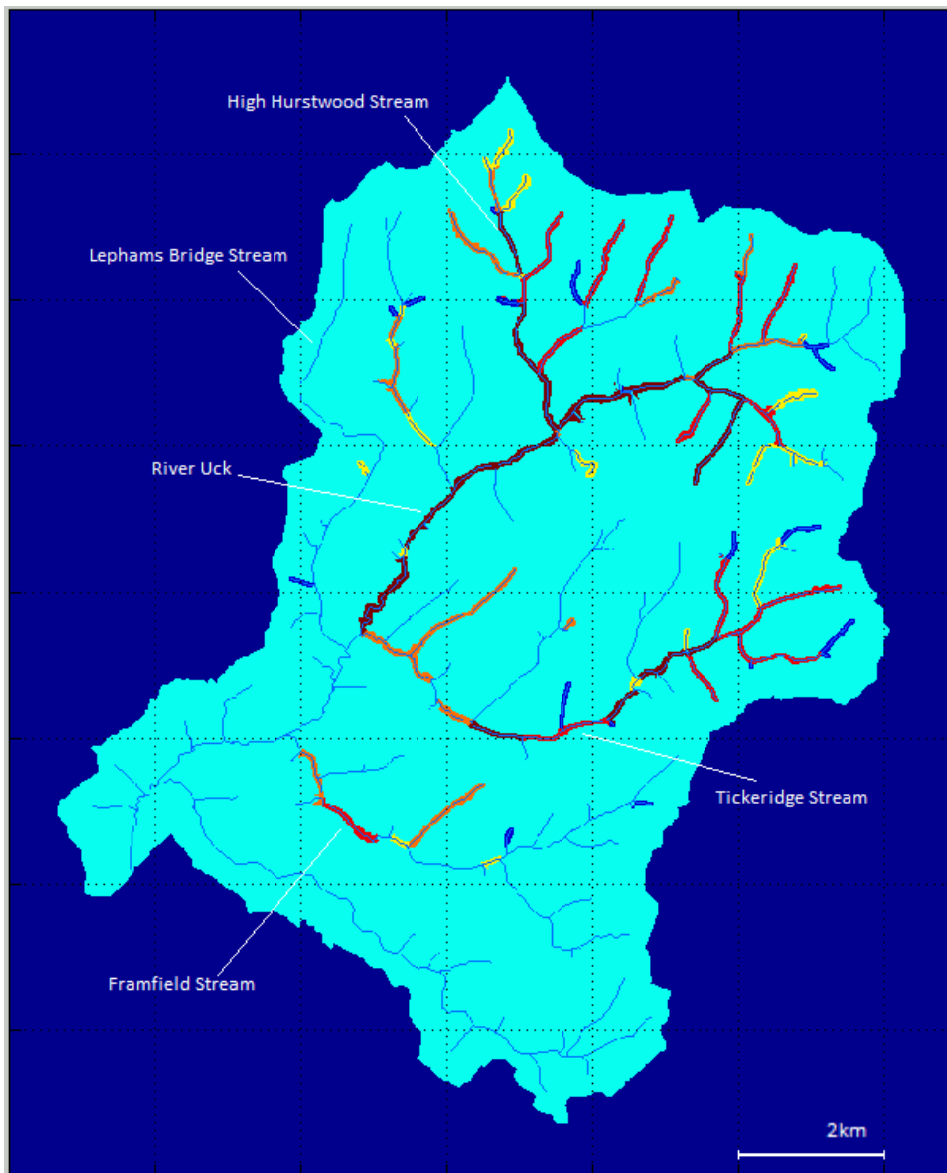 High Hurstwood Stream
Lephams Bridge Stream
River Uck
Tickeridge Stream
Framfield Stream
2km